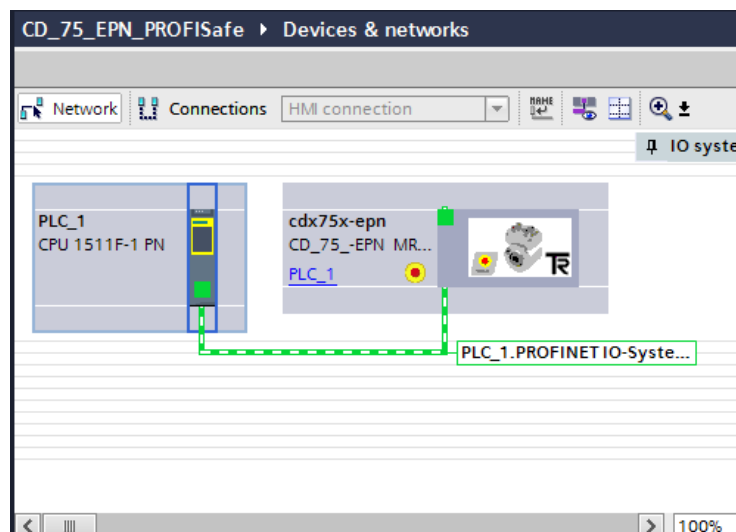 CD_75_EPN_PROFISafe ▸ Devices & networks
Network Connections HMI connection
IO syste
PLC_1
CPU 1511F-1 PN
cdx75x-epn
CD_75_-EPN MR...
PLC_1
TR
PLC_1.PROFINET IO-Syste...
100%